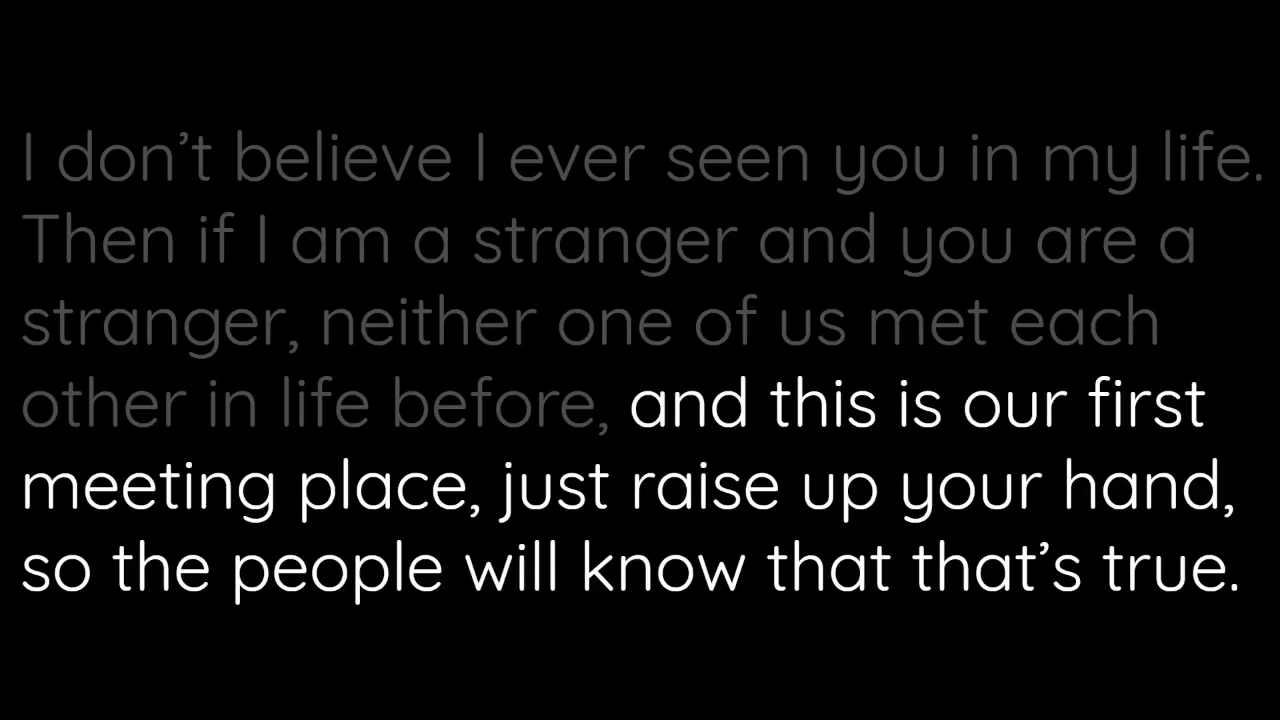 I don’t believe I ever seen you in my life.
Then if I am a stranger and you are a
stranger, neither one of us met each
other in life before, and this is our first
meeting place, just raise up your hand,
so the people will know that that’s true.